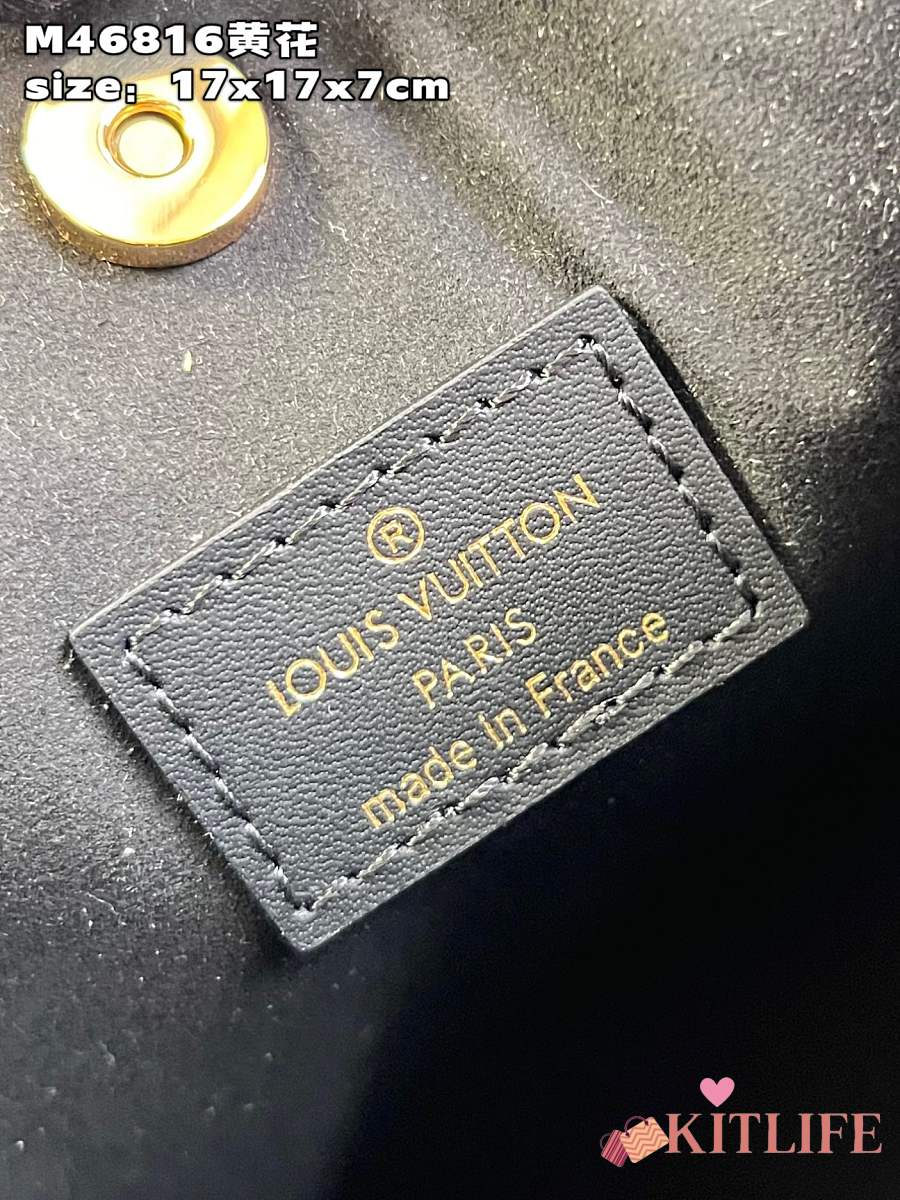 M46816黄花
size: 17x17x7cm
®
LOUIS VUITTON
PARIS
made in France
KITLIFE